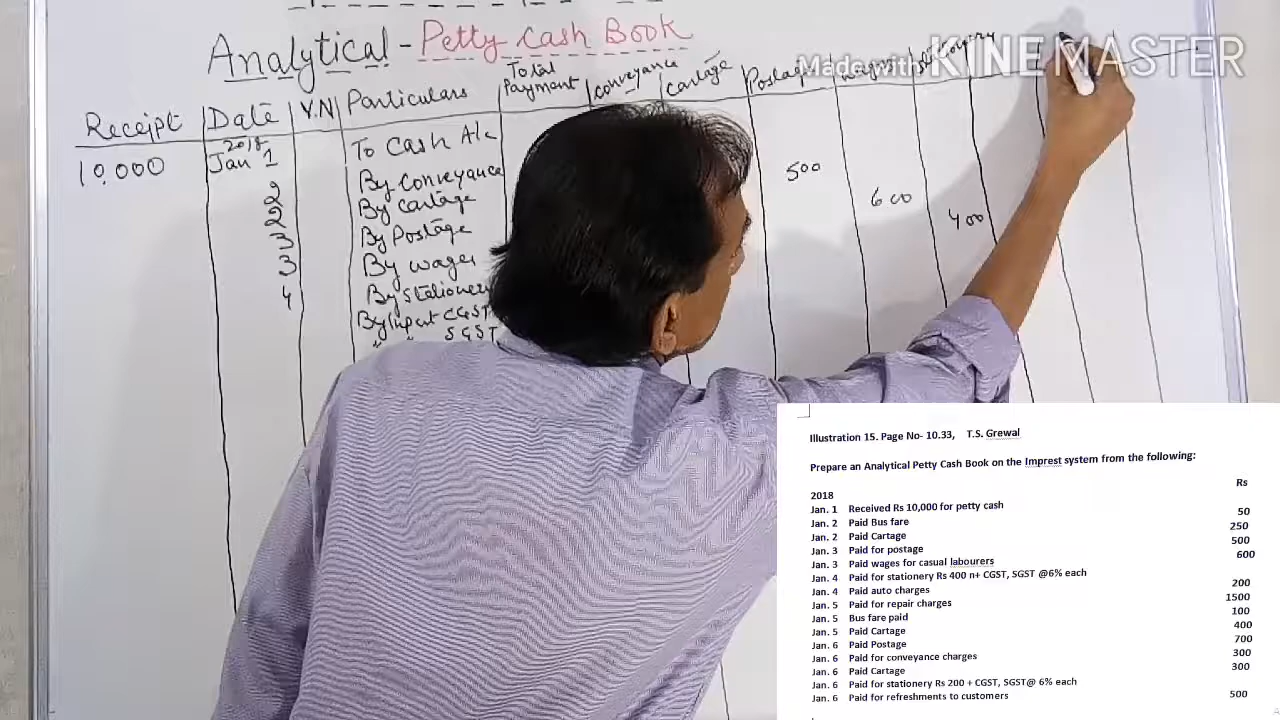 Analytical - Petty Cash Book
Made with KINEMASTER
Receipt Date V.N Particulars Total Payment conveyance cartage Postage wages
10,000 2018 Jan 1 To Cash A/c
2 By conveyance
2 By cartage
3 By Postage 500
3 By wages 600
4 By Stationery 400
By Input CGST
" " SGST
Illustration 15. Page No- 10.33, T.S. Grewal
Prepare an Analytical Petty Cash Book on the Imprest system from the following:
2018 Rs
Jan. 1 Received Rs 10,000 for petty cash
Jan. 2 Paid Bus fare 50
Jan. 2 Paid Cartage 250
Jan. 3 Paid for postage 500
Jan. 3 Paid wages for casual labourers 600
Jan. 4 Paid for stationery Rs 400 n+ CGST, SGST @6% each
Jan. 4 Paid auto charges 200
Jan. 5 Paid for repair charges 1500
Jan. 5 Bus fare paid 100
Jan. 5 Paid Cartage 400
Jan. 6 Paid Postage 700
Jan. 6 Paid for conveyance charges 300
Jan. 6 Paid Cartage 300
Jan. 6 Paid for stationery Rs 200 + CGST, SGST@ 6% each
Jan. 6 Paid for refreshments to customers 500